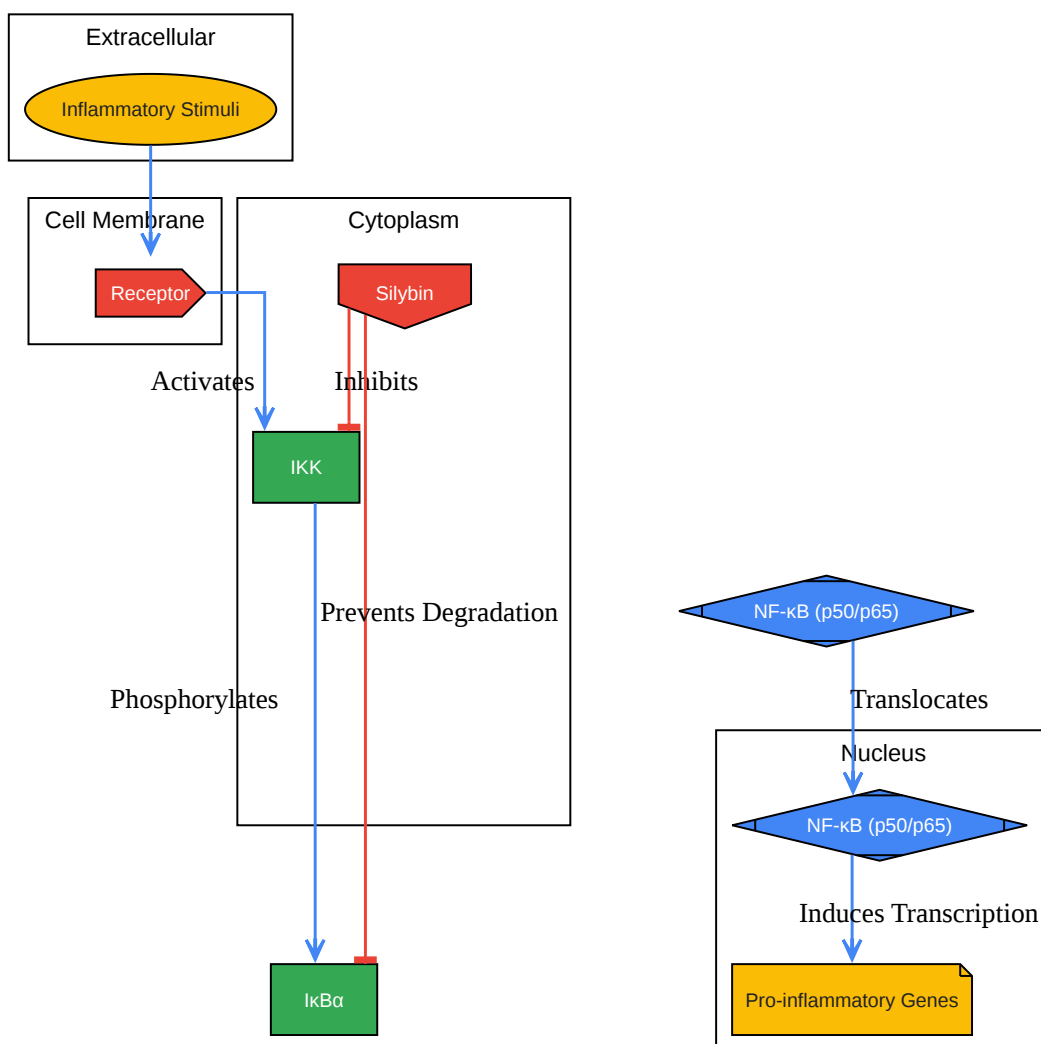 Extracellular
Inflammatory Stimuli
Cell Membrane
Cytoplasm
Receptor
Silybin
Activates
Inhibits
IKK
Prevents Degradation
NF-κB (p50/p65)
Phosphorylates
Translocates
Nucleus
NF-κB (p50/p65)
Induces Transcription
IκBα
Pro-inflammatory Genes